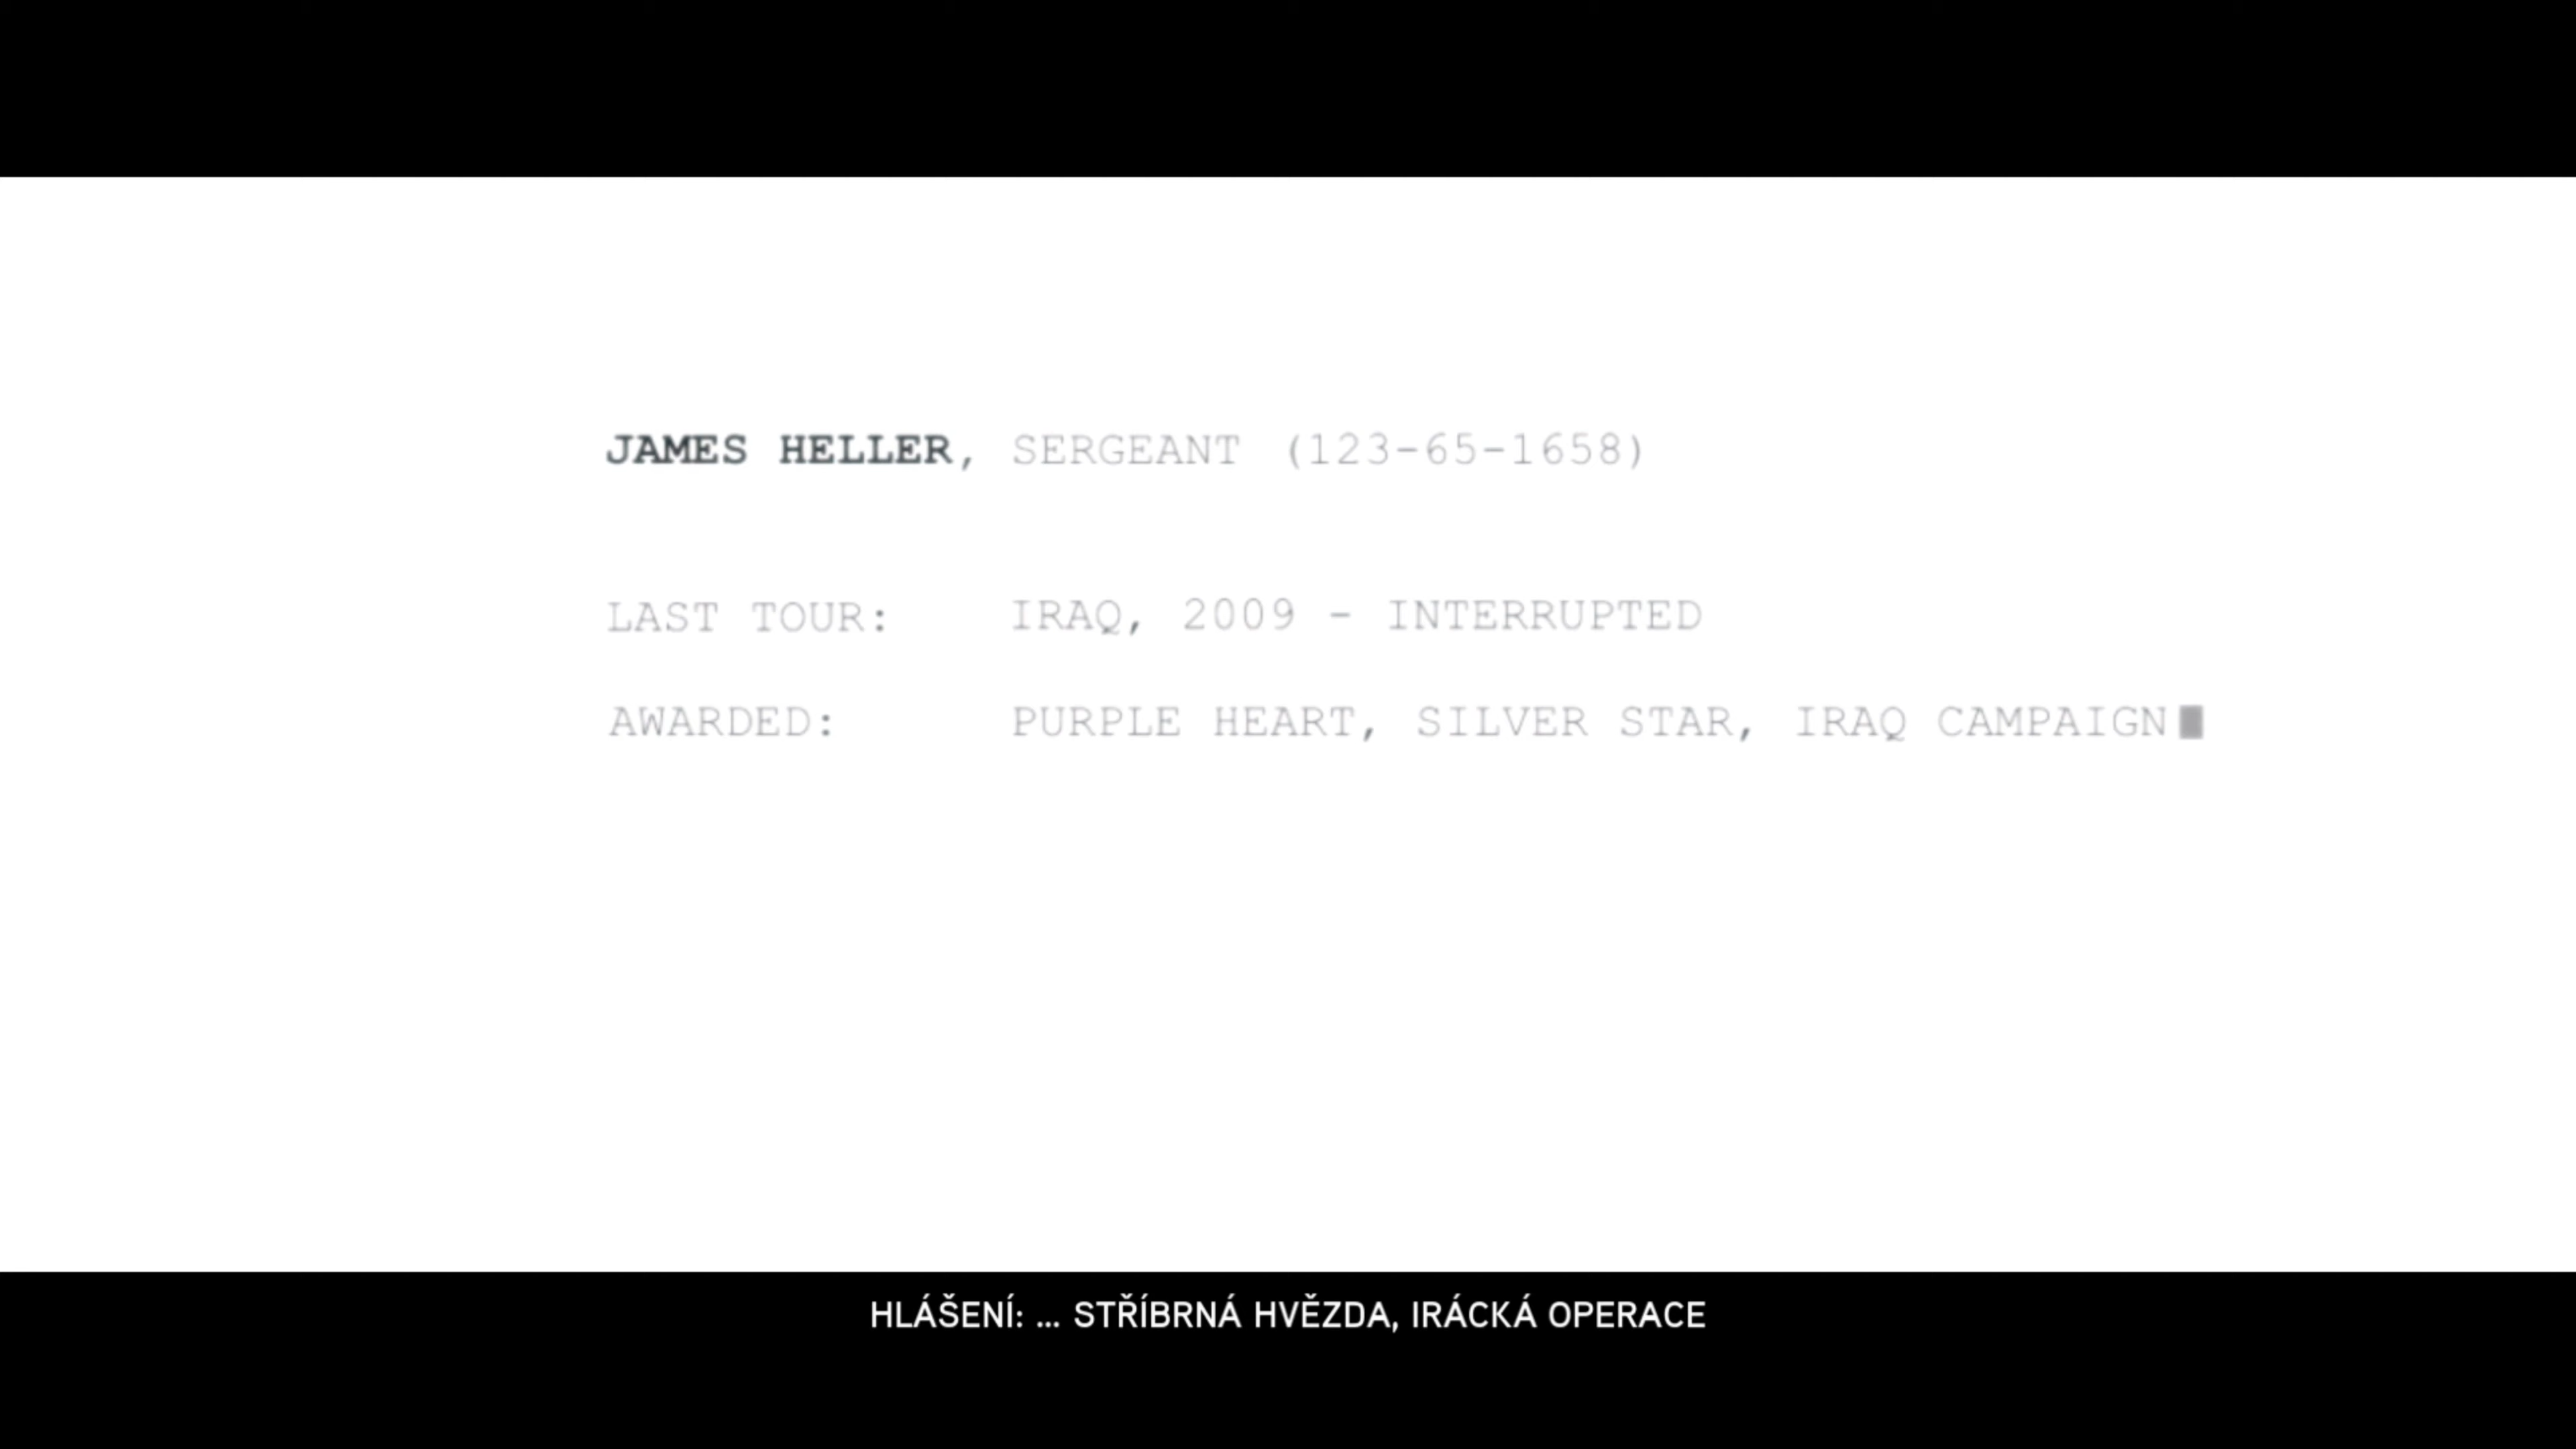 JAMES HELLER, SERGEANT (123-65-1658)
LAST TOUR: IRAQ, 2009 - INTERRUPTED
AWARDED: PURPLE HEART, SILVER STAR, IRAQ CAMPAIGN
HLÁŠENÍ: ... STŘÍBRNÁ HVĚZDA, IRÁCKÁ OPERACE